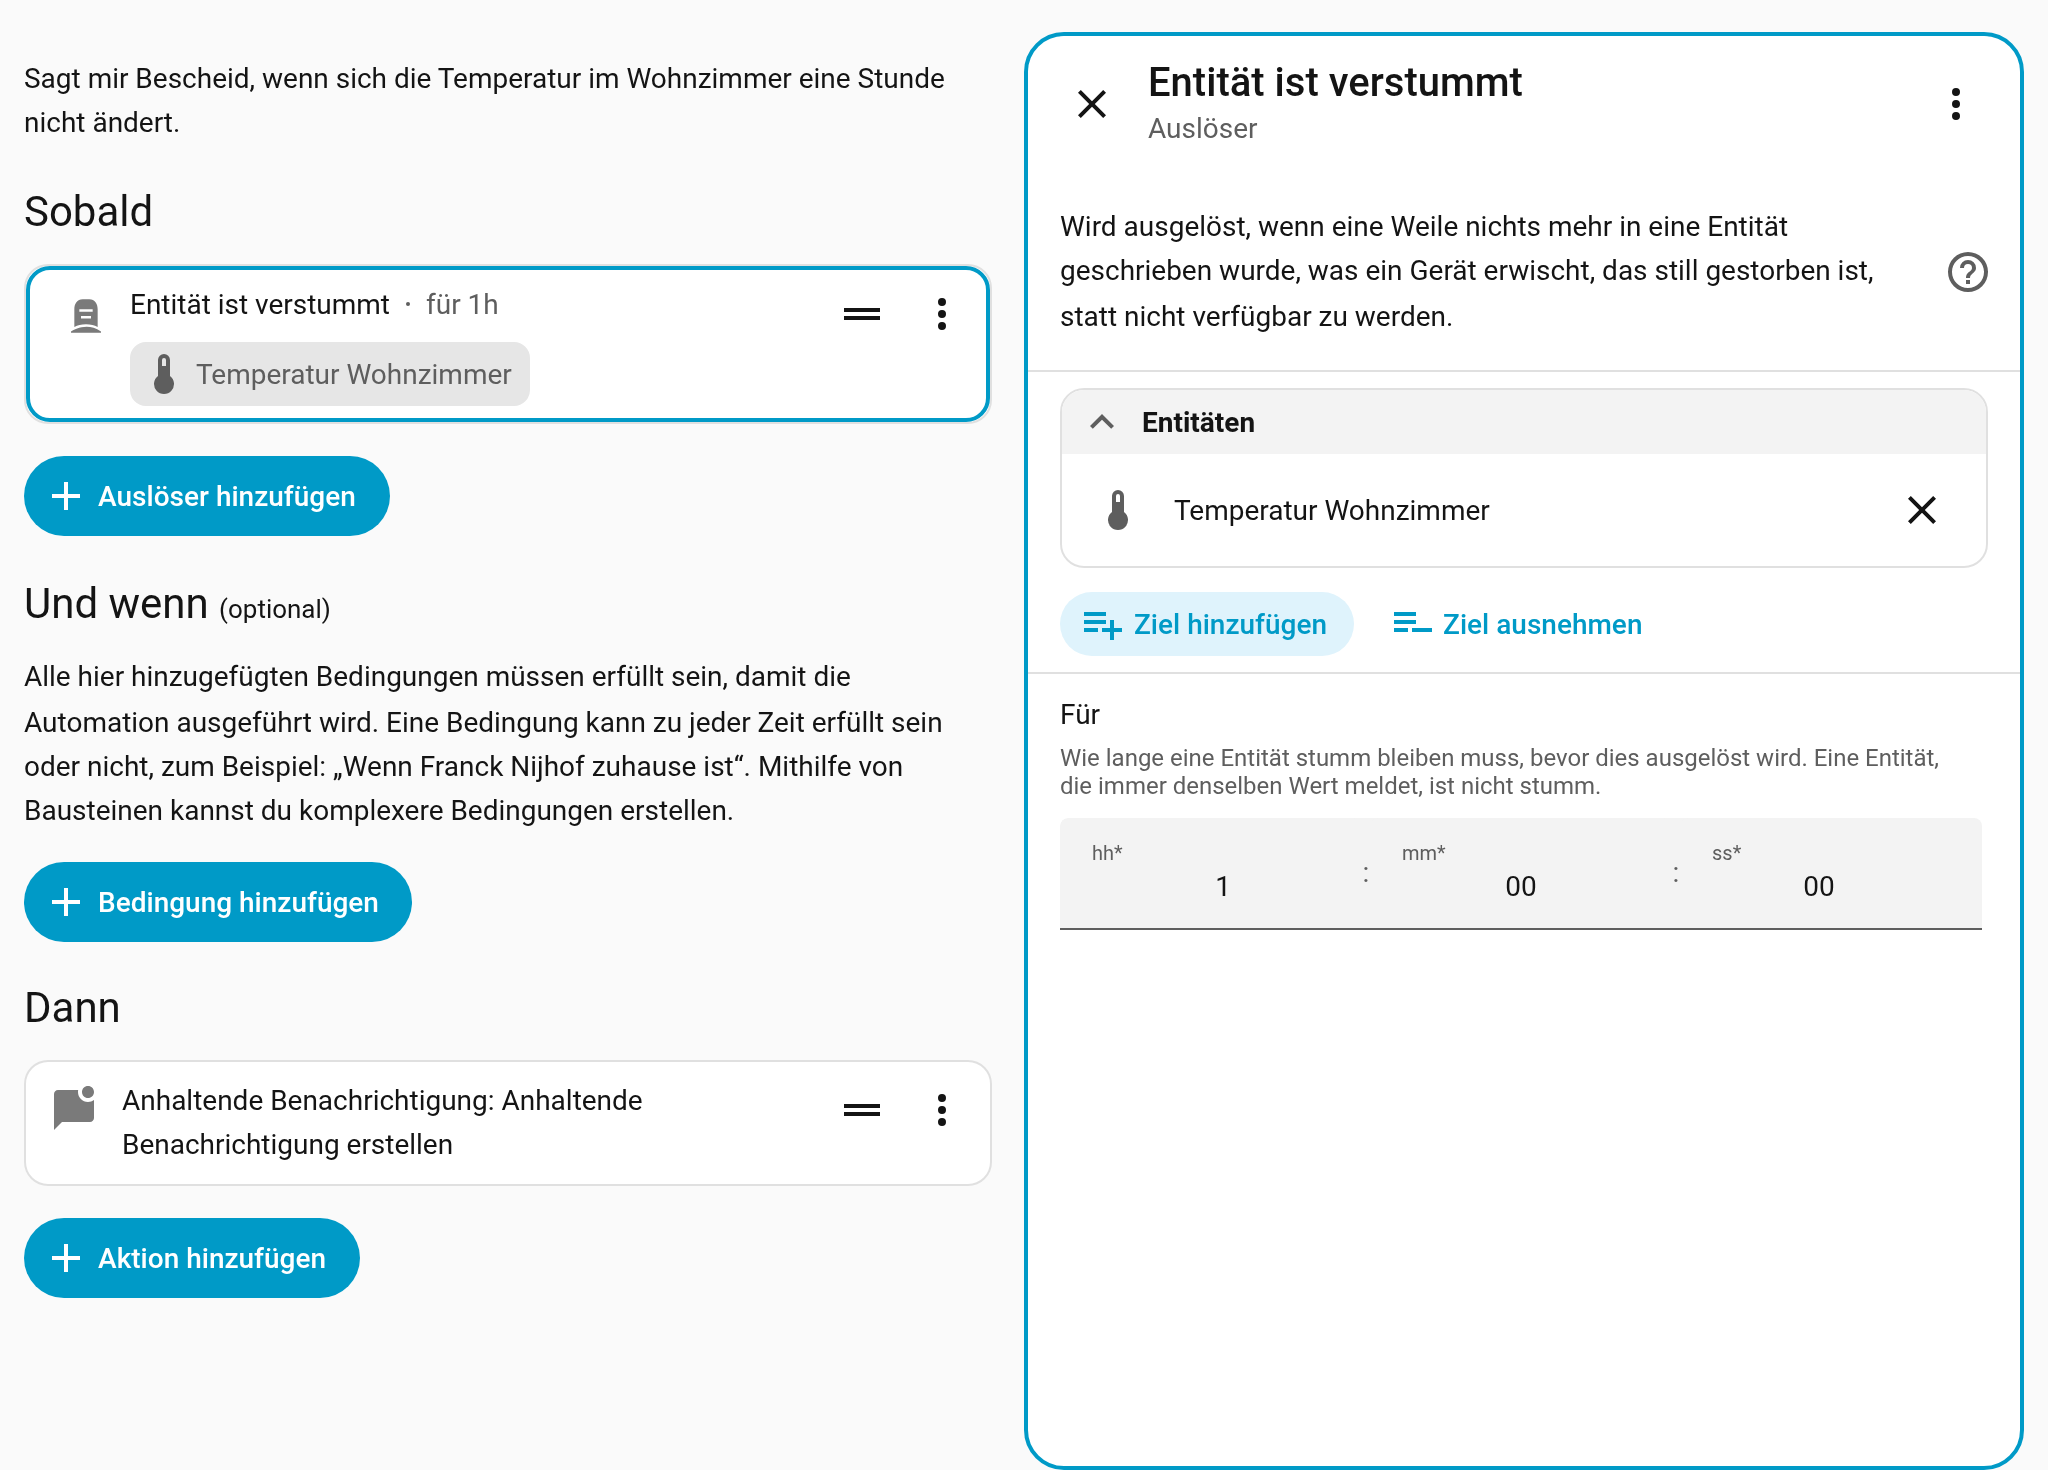 Sagt mir Bescheid, wenn sich die Temperatur im Wohnzimmer eine Stunde
nicht ändert.
Sobald
Entität ist verstummt · für 1h
Temperatur Wohnzimmer
Auslöser hinzufügen
Und wenn (optional)
Alle hier hinzugefügten Bedingungen müssen erfüllt sein, damit die
Automation ausgeführt wird. Eine Bedingung kann zu jeder Zeit erfüllt sein
oder nicht, zum Beispiel: „Wenn Franck Nijhof zuhause ist“. Mithilfe von
Bausteinen kannst du komplexere Bedingungen erstellen.
Bedingung hinzufügen
Dann
Anhaltende Benachrichtigung: Anhaltende
Benachrichtigung erstellen
Aktion hinzufügen
Entität ist verstummt
Auslöser
Wird ausgelöst, wenn eine Weile nichts mehr in eine Entität
geschrieben wurde, was ein Gerät erwischt, das still gestorben ist,
statt nicht verfügbar zu werden.
Entitäten
Temperatur Wohnzimmer
Ziel hinzufügen Ziel ausnehmen
Für
Wie lange eine Entität stumm bleiben muss, bevor dies ausgelöst wird. Eine Entität,
die immer denselben Wert meldet, ist nicht stumm.
hh* mm* ss*
1 : 00 : 00